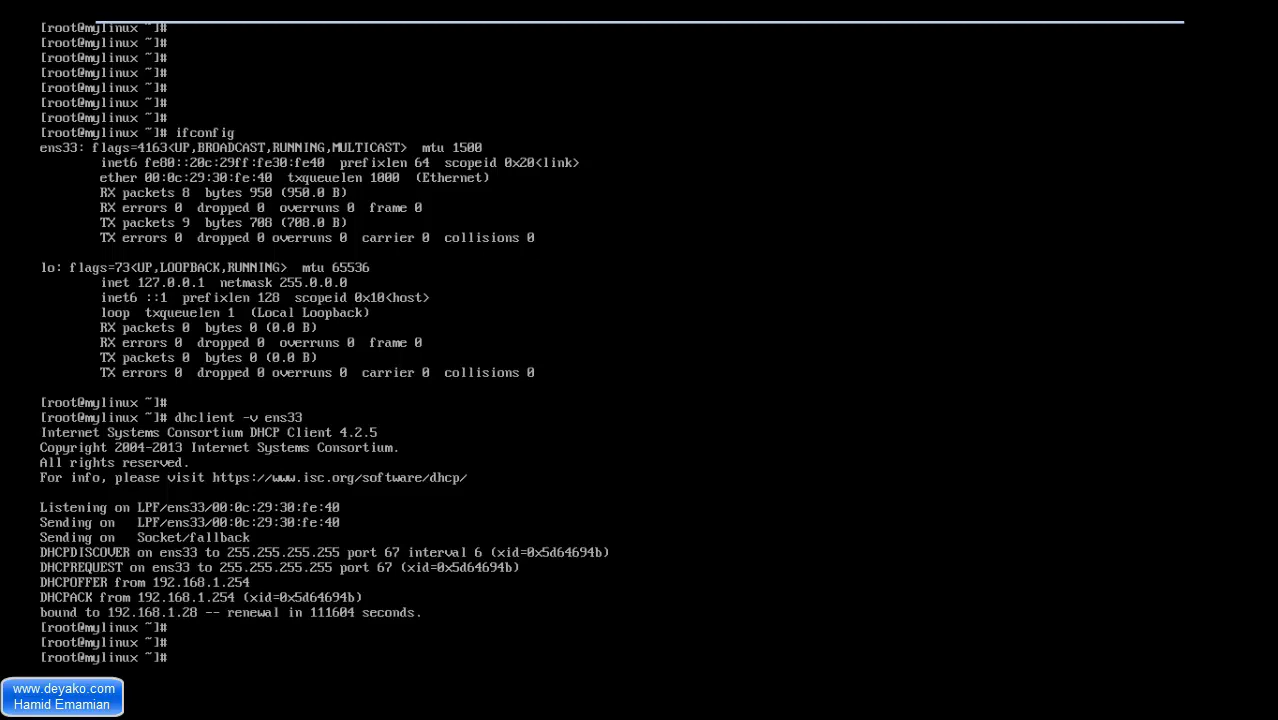 [root@mylinux ~]#
[root@mylinux ~]#
[root@mylinux ~]#
[root@mylinux ~]#
[root@mylinux ~]#
[root@mylinux ~]#
[root@mylinux ~]#
[root@mylinux ~]# ifconfig
ens33: flags=4163<UP,BROADCAST,RUNNING,MULTICAST>  mtu 1500
        inet6 fe80::20c:29ff:fe30:fe40  prefixlen 64  scopeid 0x20<link>
        ether 00:0c:29:30:fe:40  txqueuelen 1000  (Ethernet)
        RX packets 8  bytes 950 (950.0 B)
        RX errors 0  dropped 0  overruns 0  frame 0
        TX packets 9  bytes 708 (708.0 B)
        TX errors 0  dropped 0 overruns 0  carrier 0  collisions 0

lo: flags=73<UP,LOOPBACK,RUNNING>  mtu 65536
        inet 127.0.0.1  netmask 255.0.0.0
        inet6 ::1  prefixlen 128  scopeid 0x10<host>
        loop  txqueuelen 1  (Local Loopback)
        RX packets 0  bytes 0 (0.0 B)
        RX errors 0  dropped 0  overruns 0  frame 0
        TX packets 0  bytes 0 (0.0 B)
        TX errors 0  dropped 0 overruns 0  carrier 0  collisions 0

[root@mylinux ~]#
[root@mylinux ~]# dhclient -v ens33
Internet Systems Consortium DHCP Client 4.2.5
Copyright 2004-2013 Internet Systems Consortium.
All rights reserved.
For info, please visit https://www.isc.org/software/dhcp/

Listening on LPF/ens33/00:0c:29:30:fe:40
Sending on   LPF/ens33/00:0c:29:30:fe:40
Sending on   Socket/fallback
DHCPDISCOVER on ens33 to 255.255.255.255 port 67 interval 6 (xid=0x5d64694b)
DHCPREQUEST on ens33 to 255.255.255.255 port 67 (xid=0x5d64694b)
DHCPOFFER from 192.168.1.254
DHCPACK from 192.168.1.254 (xid=0x5d64694b)
bound to 192.168.1.28 -- renewal in 111604 seconds.
[root@mylinux ~]#
[root@mylinux ~]#
[root@mylinux ~]#
www.deyako.com
Hamid Emamian